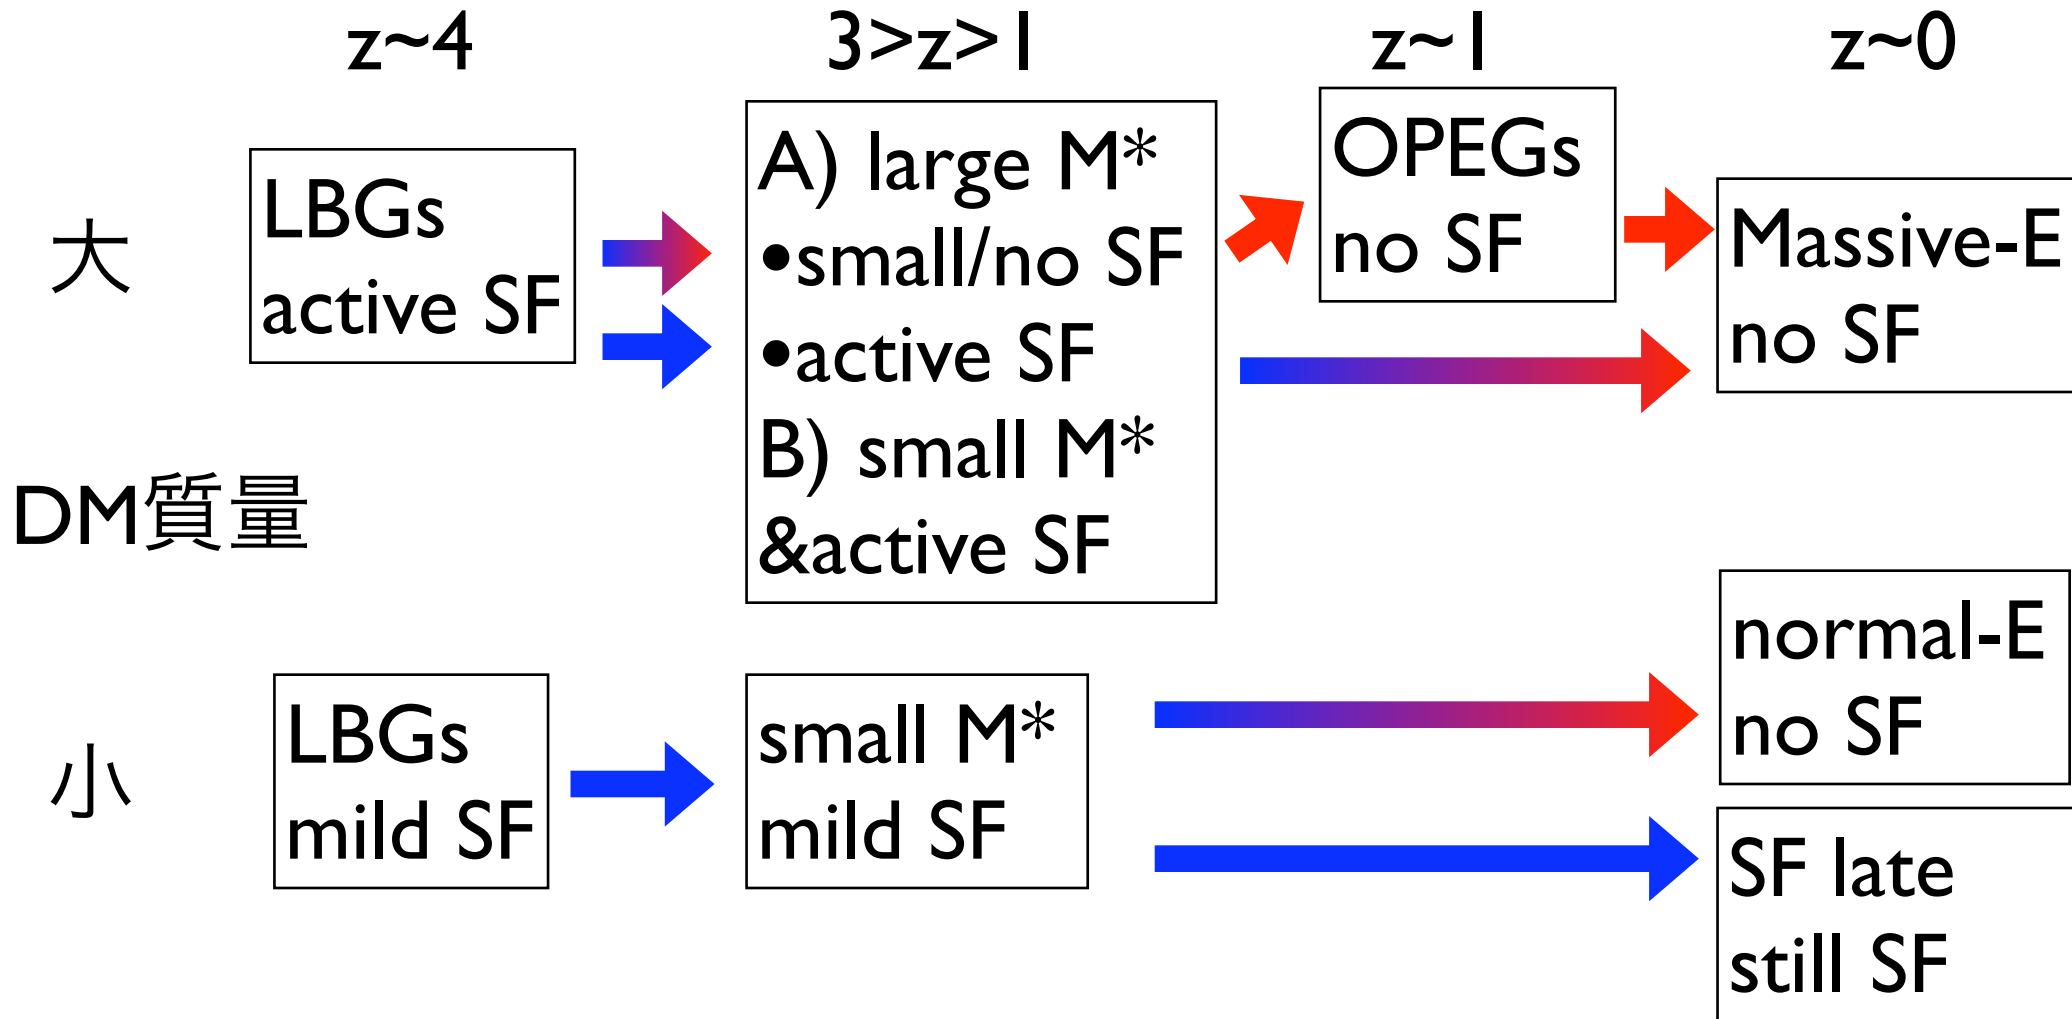 z~4
3>z>1
z~1
z~0
大
LBGs
active SF
A) large M*
•small/no SF
•active SF
B) small M*
&active SF
OPEGs
no SF
Massive-E
no SF
DM質量
小
LBGs
mild SF
small M*
mild SF
normal-E
no SF
SF late
still SF